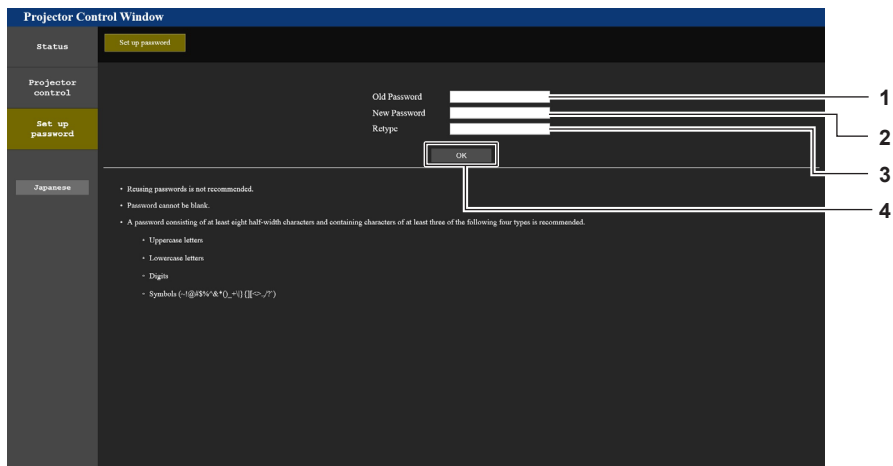 Projector Control Window
Status
Set up password
Projector
control
Set up
password
Japanese
Old Password
New Password
Retype
OK
1
2
3
4
• Reusing passwords is not recommended.
• Password cannot be blank.
• A password consisting of at least eight half-width characters and containing characters of at least three of the following four types is recommended.
• Uppercase letters
• Lowercase letters
• Digits
• Symbols (~!@#$%^&*()_+\|}{][<>.,/?')